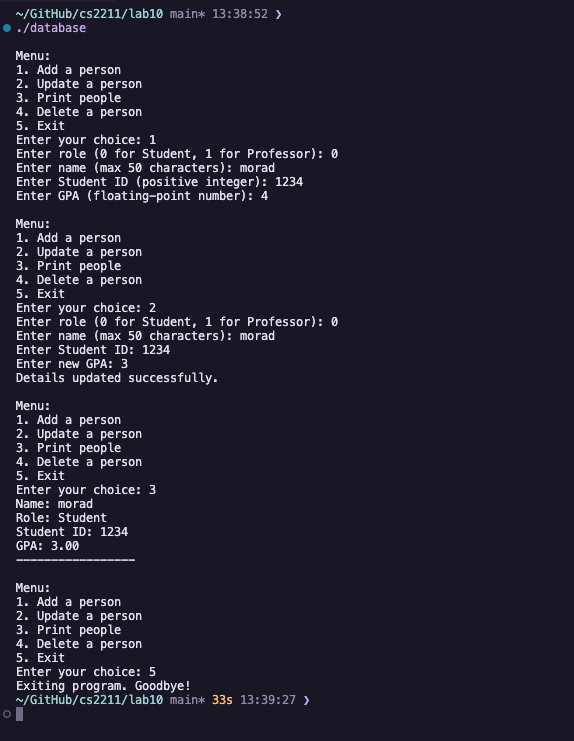 ~/GitHub/cs2211/lab10 main* 13:38:52 ❯
./database
Menu:
1. Add a person
2. Update a person
3. Print people
4. Delete a person
5. Exit
Enter your choice: 1
Enter role (0 for Student, 1 for Professor): 0
Enter name (max 50 characters): morad
Enter Student ID (positive integer): 1234
Enter GPA (floating-point number): 4
Menu:
1. Add a person
2. Update a person
3. Print people
4. Delete a person
5. Exit
Enter your choice: 2
Enter role (0 for Student, 1 for Professor): 0
Enter name (max 50 characters): morad
Enter Student ID: 1234
Enter new GPA: 3
Details updated successfully.
Menu:
1. Add a person
2. Update a person
3. Print people
4. Delete a person
5. Exit
Enter your choice: 3
Name: morad
Role: Student
Student ID: 1234
GPA: 3.00
-----------------
Menu:
1. Add a person
2. Update a person
3. Print people
4. Delete a person
5. Exit
Enter your choice: 5
Exiting program. Goodbye!
~/GitHub/cs2211/lab10 main* 33s 13:39:27 ❯